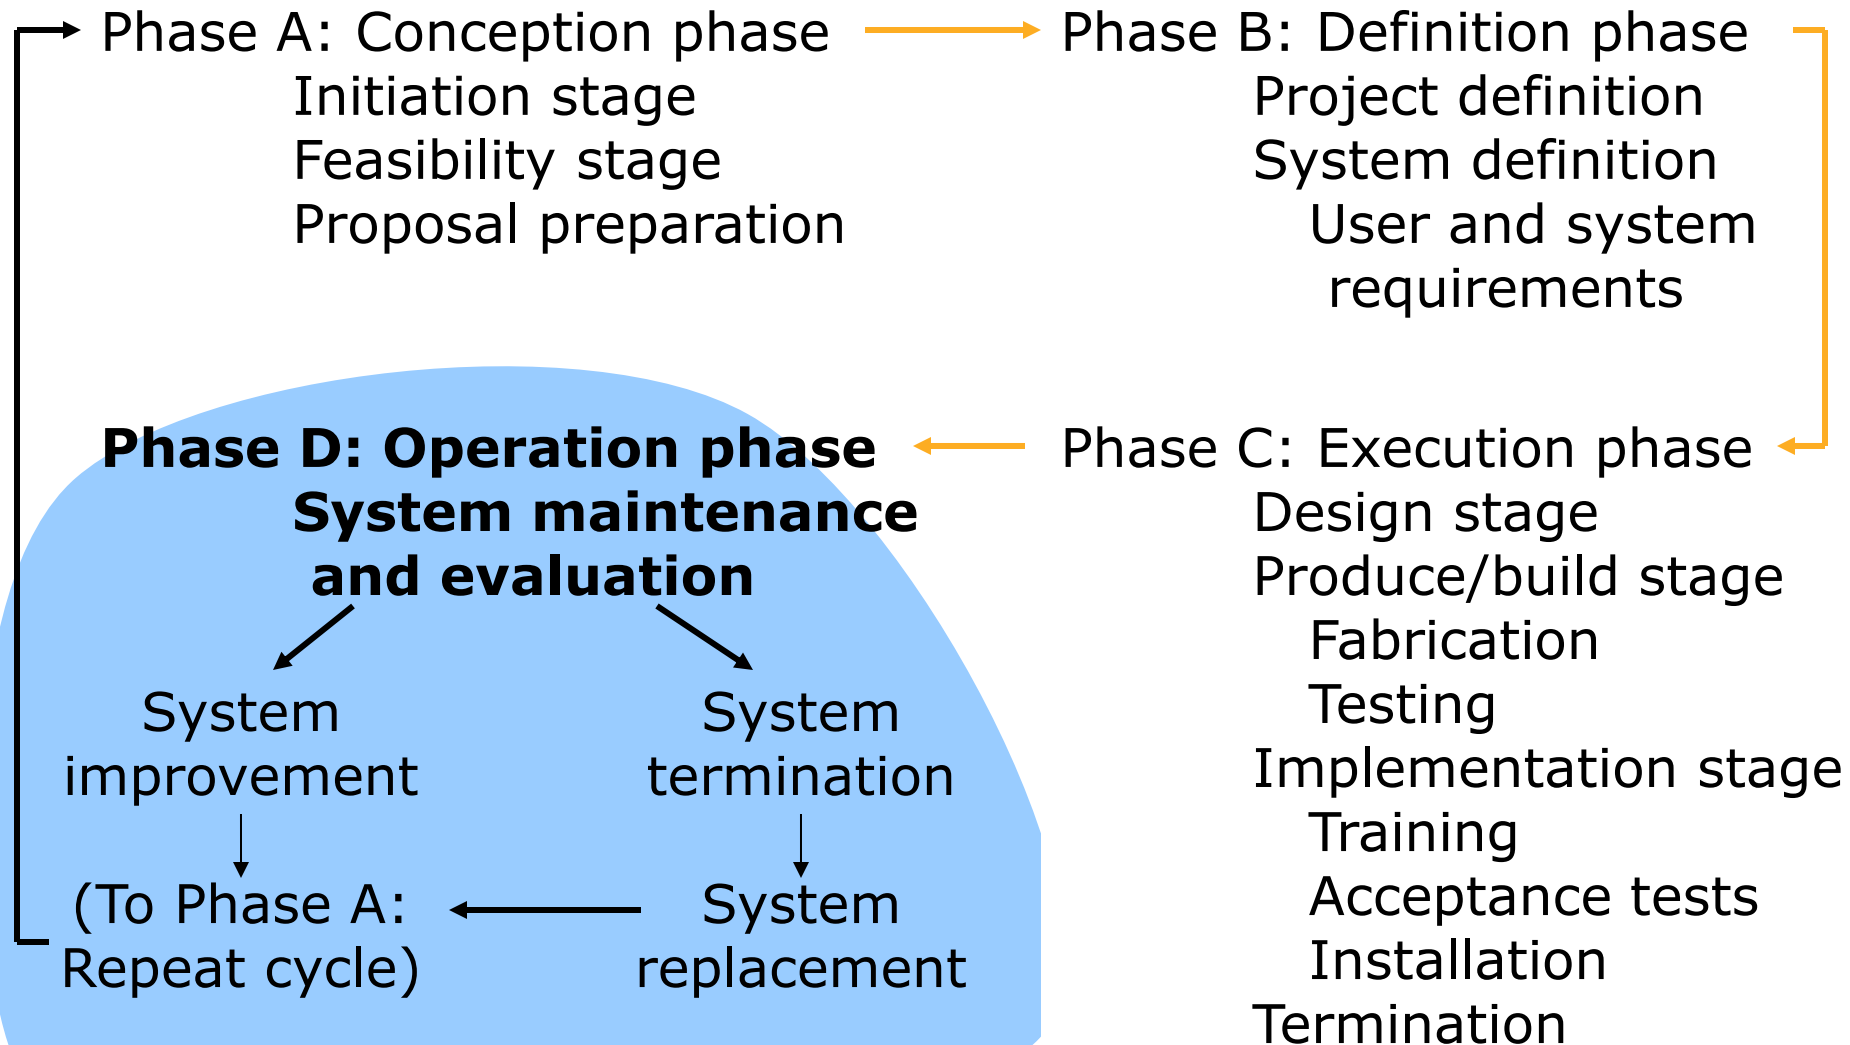 Phase A: Conception phase
Initiation stage
Feasibility stage
Proposal preparation
Phase B: Definition phase
Project definition
System definition
User and system
requirements
Phase C: Execution phase
Design stage
Produce/build stage
Fabrication
Testing
Implementation stage
Training
Acceptance tests
Installation
Termination
Phase D: Operation phase
System maintenance
and evaluation
System
improvement
(To Phase A:
Repeat cycle)
System
termination
System
replacement